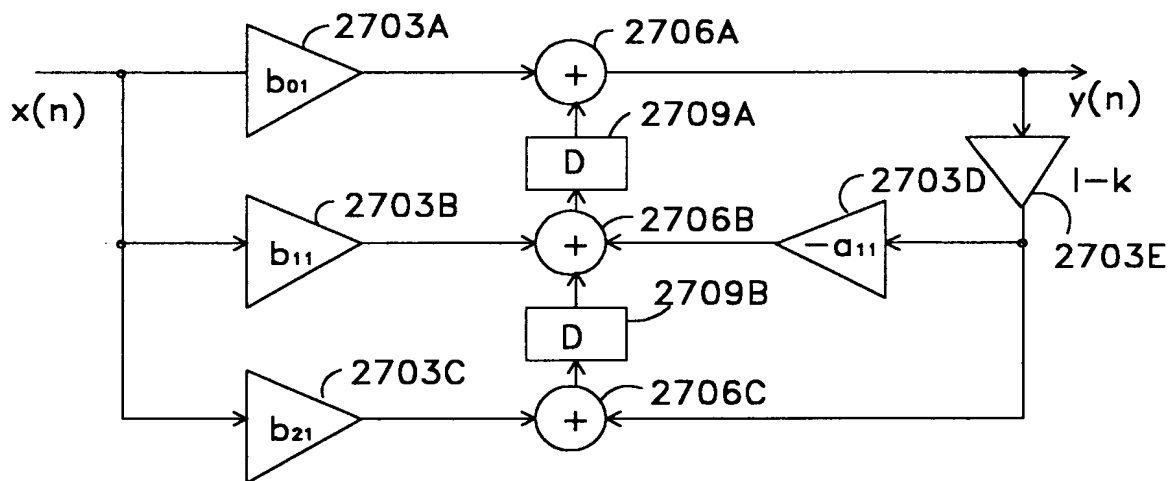 2703A
2706A
b01
+
x(n)
y(n)
2709A
D
2703D
1-k
2703B
2706B
b11
+
-a11
2703E
2709B
D
2703C
2706C
b21
+